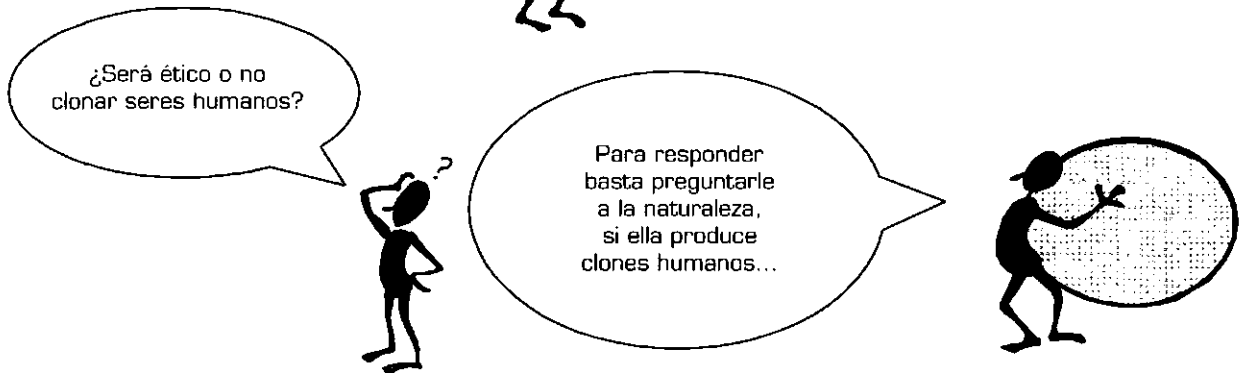 ¿Será ético o no
clonar seres humanos?
?
Para responder
basta preguntarle
a la naturaleza,
si ella produce
clones humanos...